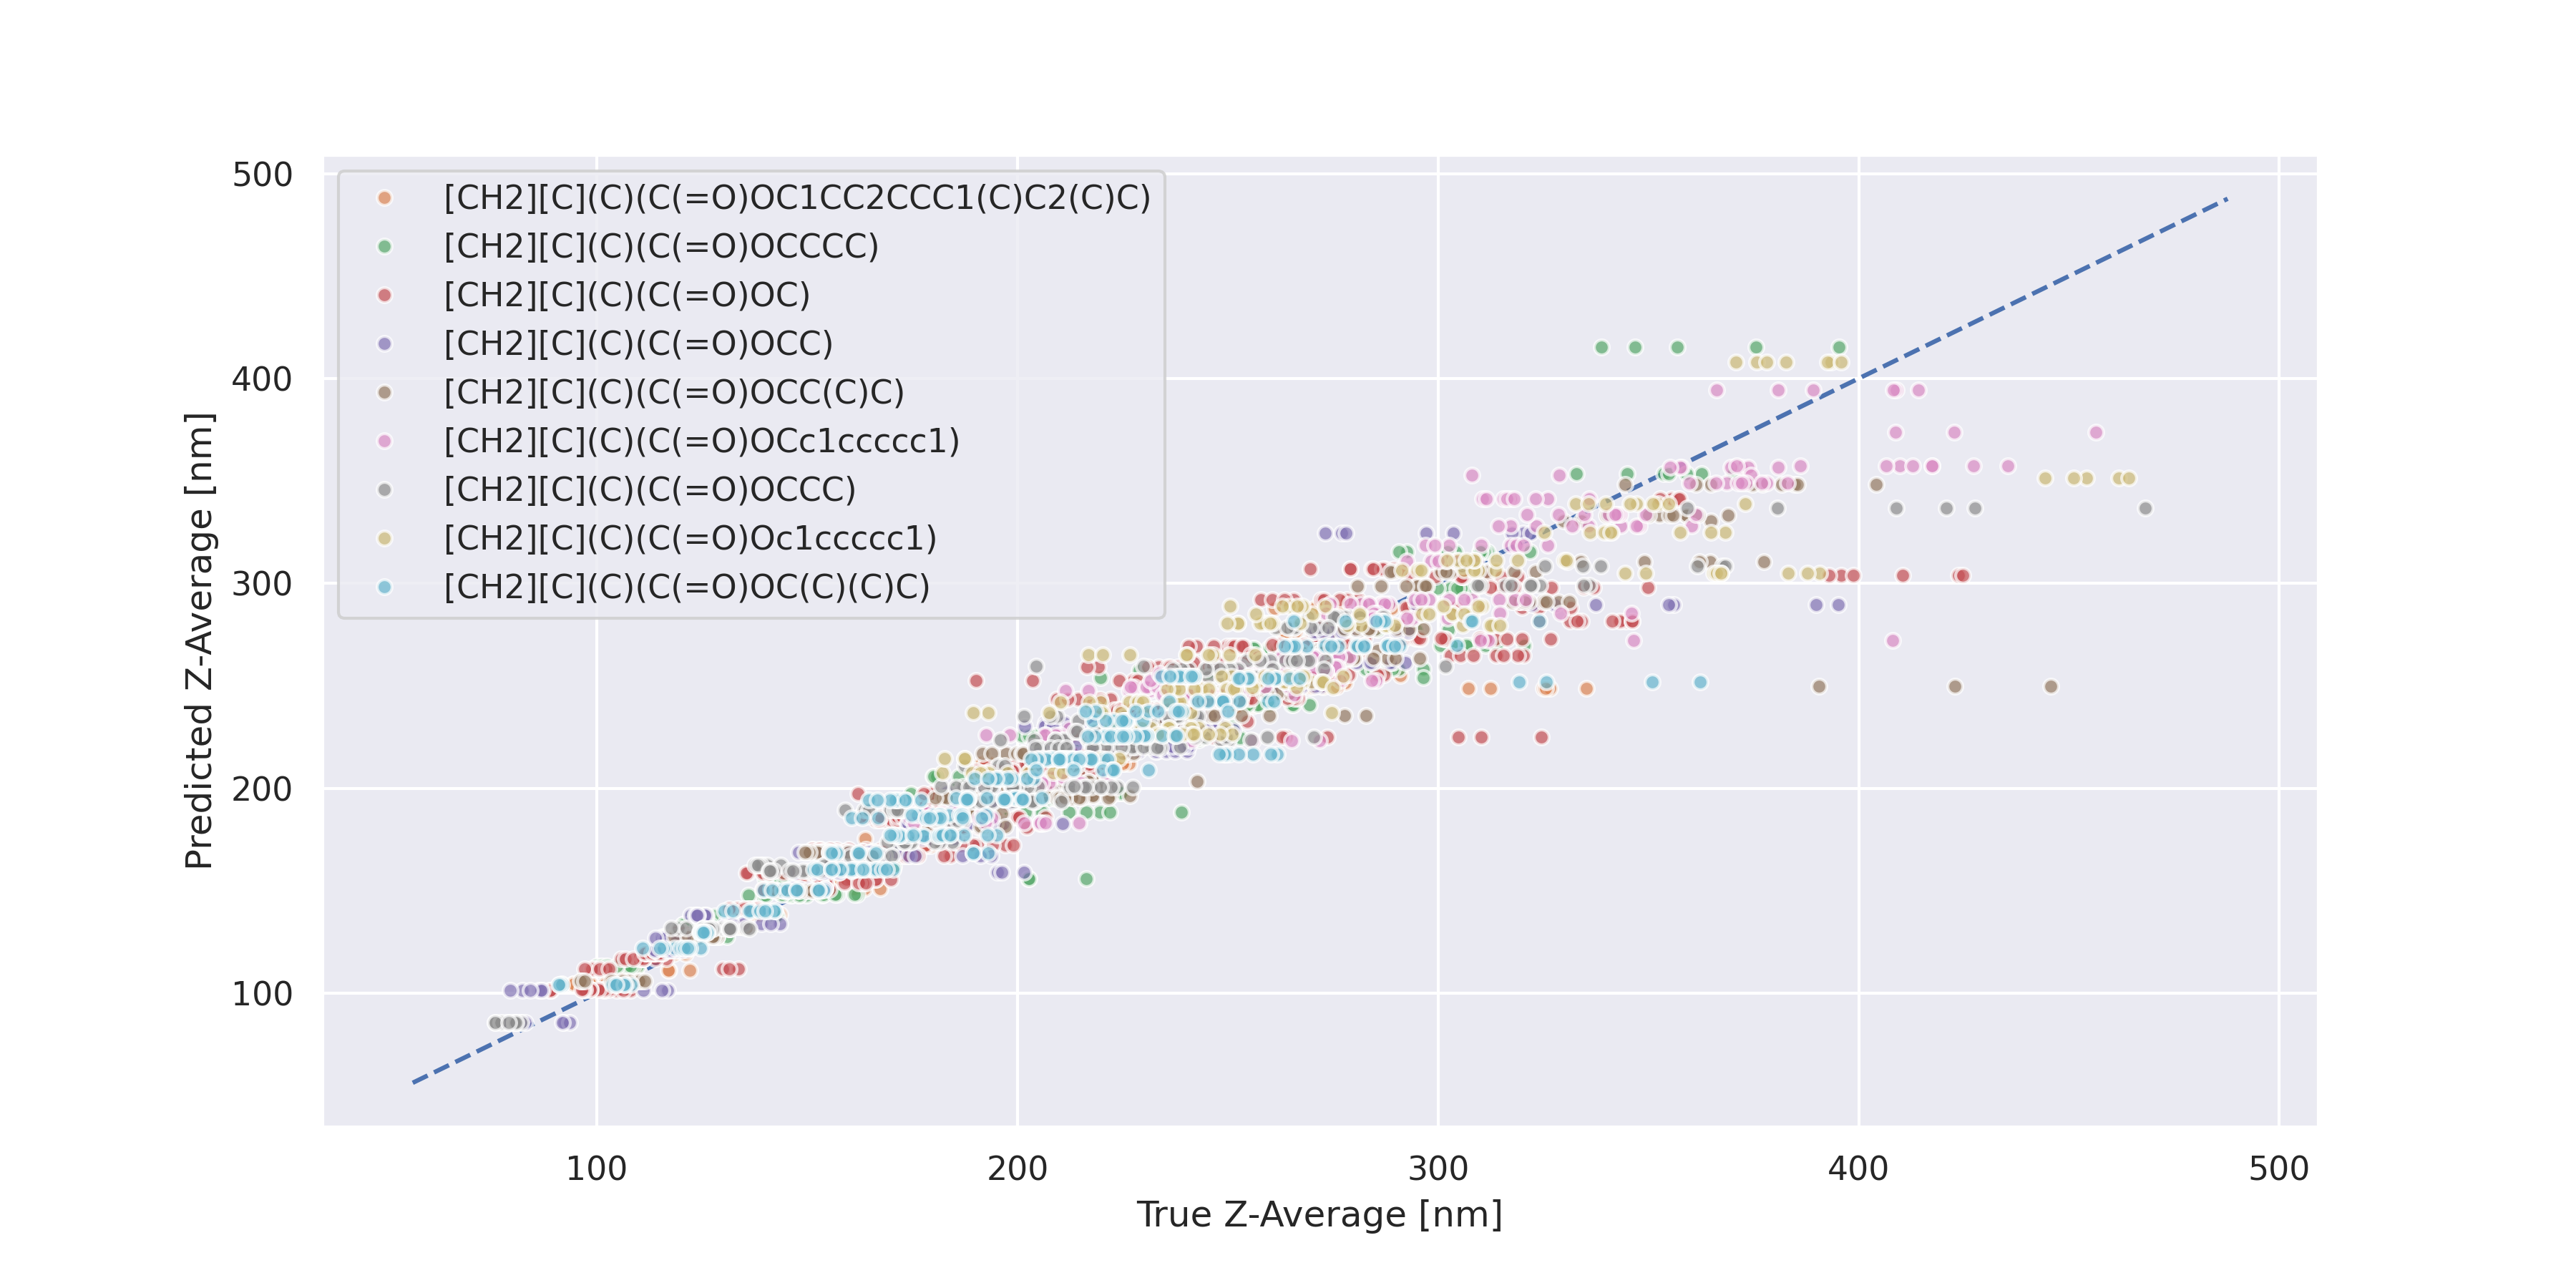 500
400
300
200
100
Predicted Z-Average [nm]
[CH2][C](C)(C(=O)OC1CC2CCC1(C)C2(C)C)
[CH2][C](C)(C(=O)OCCCC)
[CH2][C](C)(C(=O)OC)
[CH2][C](C)(C(=O)OCC)
[CH2][C](C)(C(=O)OCC(C)C)
[CH2][C](C)(C(=O)OCc1ccccc1)
[CH2][C](C)(C(=O)OCCC)
[CH2][C](C)(C(=O)Oc1ccccc1)
[CH2][C](C)(C(=O)OC(C)(C)C)
100 200 300 400 500
True Z-Average [nm]